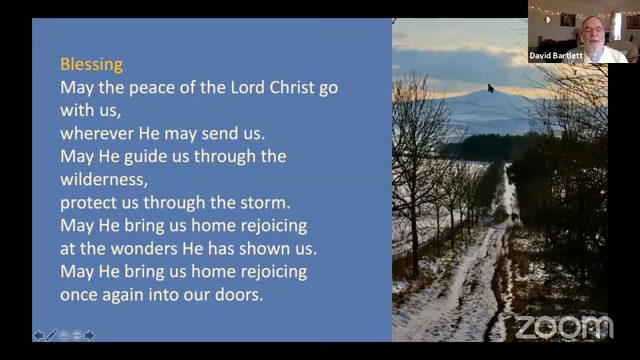 Blessing
May the peace of the Lord Christ go
with us,
wherever He may send us.
May He guide us through the
wilderness,
protect us through the storm.
May He bring us home rejoicing
at the wonders He has shown us.
May He bring us home rejoicing
once again into our doors.
David Bartlett
zoom